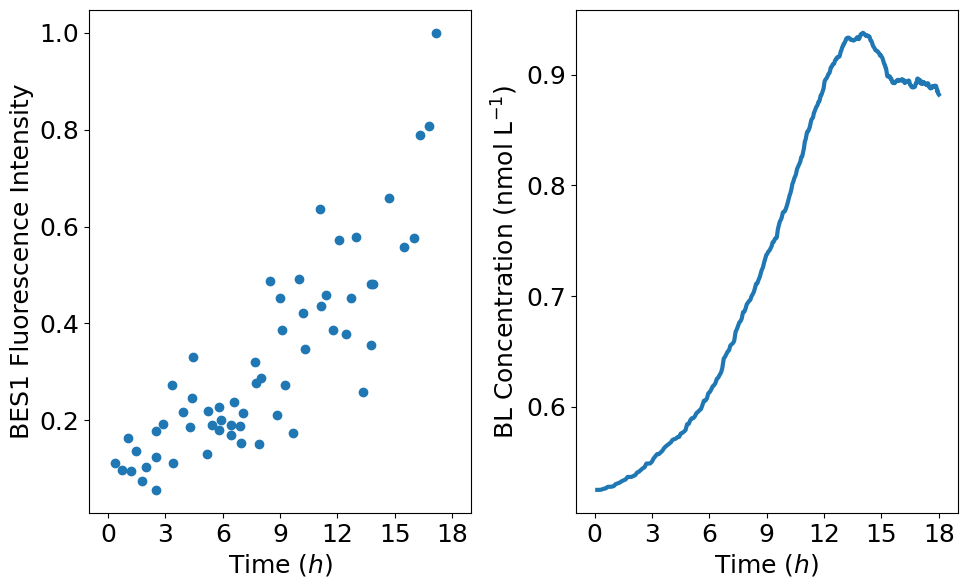 BES1 Fluorescence Intensity
1.0
0.8
0.6
0.4
0.2
0 3 6 9 12 15 18
Time (h)
BL Concentration (nmol L⁻¹)
0.9
0.8
0.7
0.6
0 3 6 9 12 15 18
Time (h)